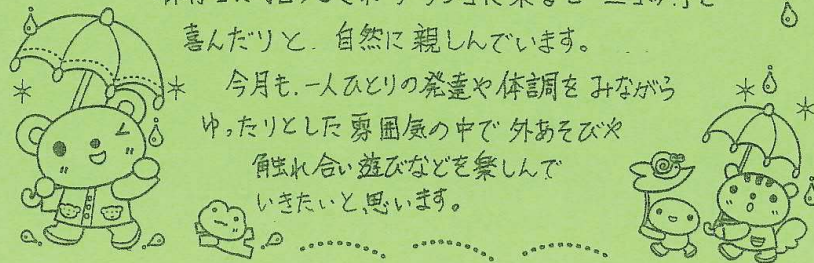 喜んだりと、自然に親しんでいます。
今月も、一人ひとりの発達や体調をみながら
ゆったりとした雰囲気の中で外あそびや
触れ合い遊びなどを楽しんで
いきたいと思います。